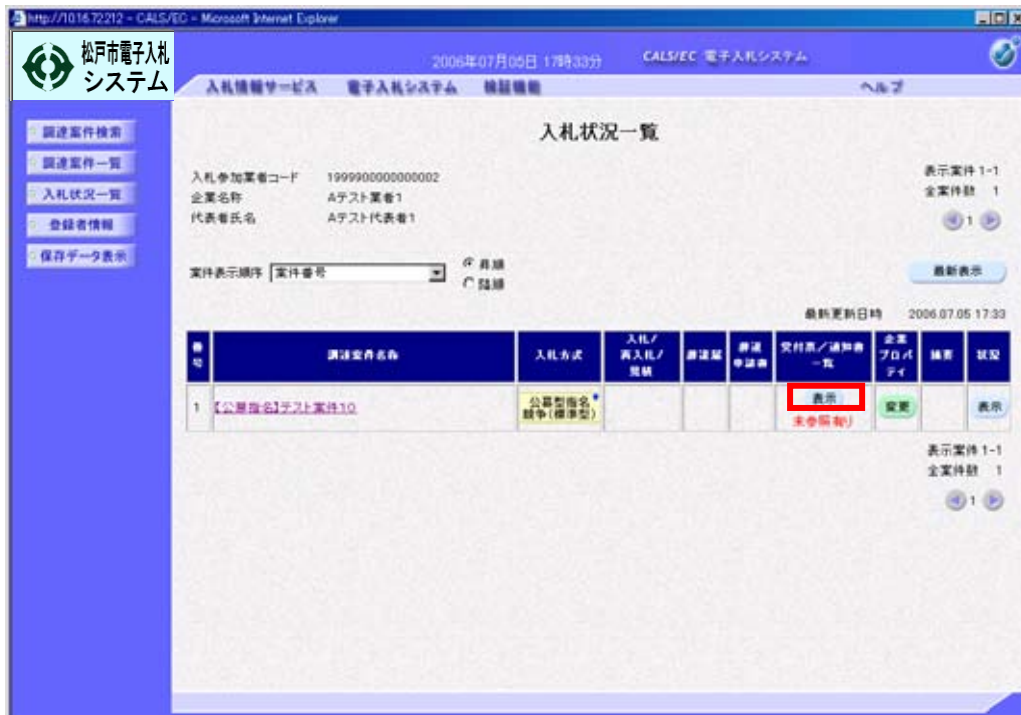 http://10.16.72.212 - CALS/EC - Microsoft Internet Explorer
松戸市電子入札
システム
2006年07月05日 17時33分
CALS/EC 電子入札システム
入札情報サービス
電子入札システム
検証機能
ヘルプ
調達案件検索
調達案件一覧
入札状況一覧
登録者情報
保存データ表示
入札状況一覧
入札参加業者コード 1999900000000002
企業名称 Aテスト業者1
代表者氏名 Aテスト代表者1
表示案件 1-1
全案件数 1
1
案件表示順序 案件番号
昇順
降順
最新表示
最新更新日時 2006.07.05 17:33
番号
調達案件名称
入札方式
入札/
再入札/
見積
辞退届
辞退
申請書
受付票/通知書
一覧
企業
プロパ
ティ
摘要
状況
1
【公募指名】テスト案件10
公募型指名
競争(標準型)
表示
未参照有り
変更
表示
表示案件 1-1
全案件数 1
1